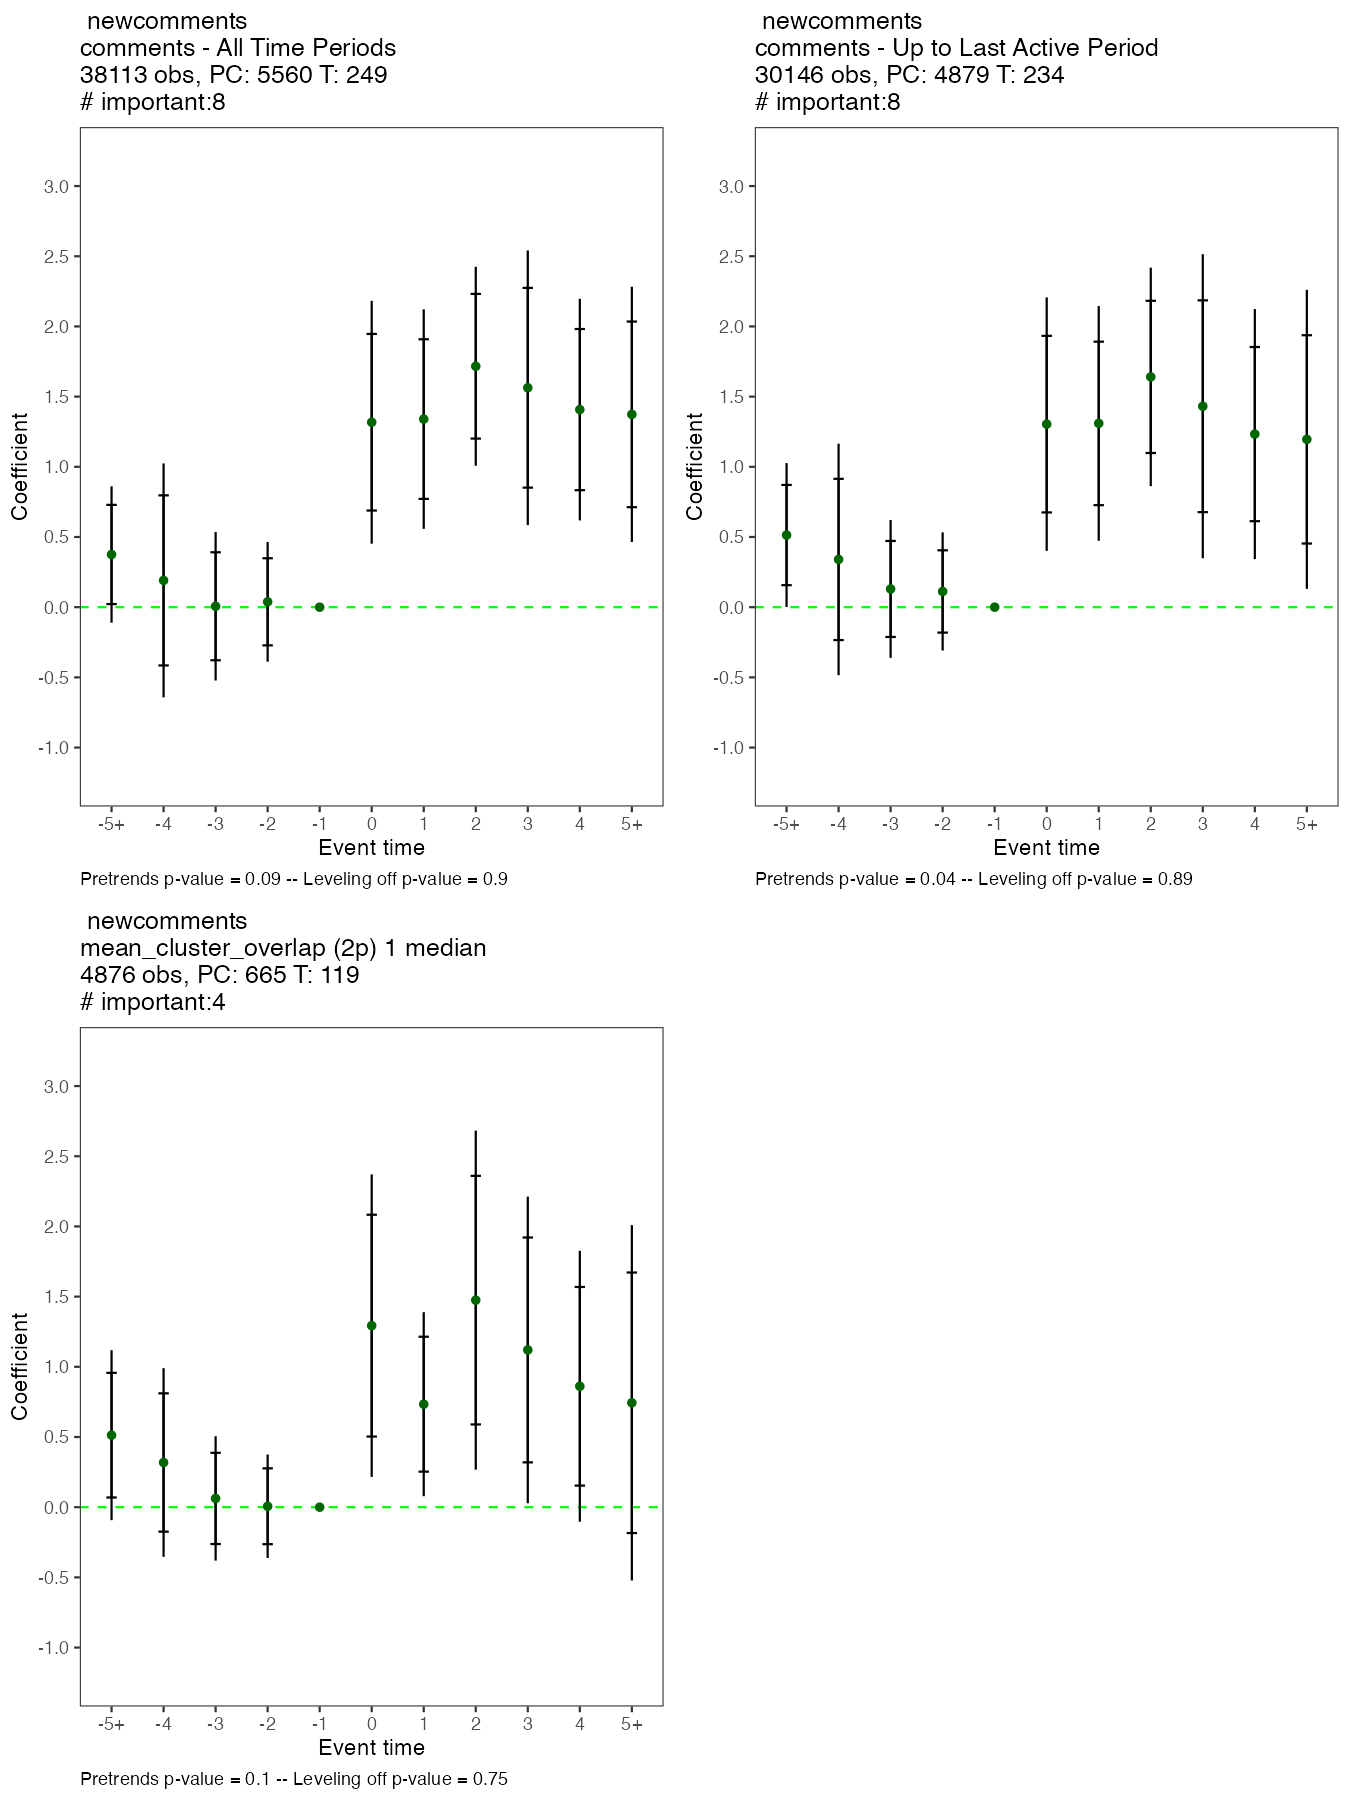 newcomments
comments - All Time Periods
38113 obs, PC: 5560 T: 249
# important:8
Coefficient
3.0
2.5
2.0
1.5
1.0
0.5
0.0
-0.5
-1.0
-5+ -4 -3 -2 -1 0 1 2 3 4 5+
Event time
Pretrends p-value = 0.09 -- Leveling off p-value = 0.9
newcomments
comments - Up to Last Active Period
30146 obs, PC: 4879 T: 234
# important:8
Coefficient
3.0
2.5
2.0
1.5
1.0
0.5
0.0
-0.5
-1.0
-5+ -4 -3 -2 -1 0 1 2 3 4 5+
Event time
Pretrends p-value = 0.04 -- Leveling off p-value = 0.89
newcomments
mean_cluster_overlap (2p) 1 median
4876 obs, PC: 665 T: 119
# important:4
Coefficient
3.0
2.5
2.0
1.5
1.0
0.5
0.0
-0.5
-1.0
-5+ -4 -3 -2 -1 0 1 2 3 4 5+
Event time
Pretrends p-value = 0.1 -- Leveling off p-value = 0.75